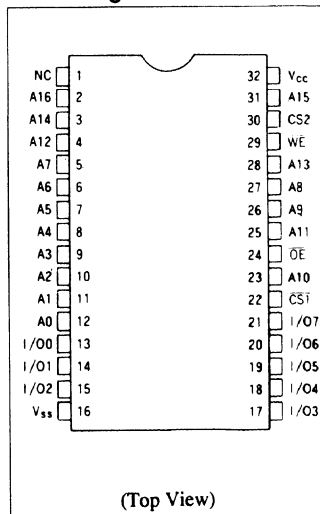 NC 1 32 Vcc
A16 2 31 A15
A14 3 30 CS2
A12 4 29 W̅E̅
A7 5 28 A13
A6 6 27 A8
A5 7 26 A9
A4 8 25 A11
A3 9 24 O̅E̅
A2 10 23 A10
A1 11 22 C̅S̅1̅
A0 12 21 I/O7
I/O0 13 20 I/O6
I/O1 14 19 I/O5
I/O2 15 18 I/O4
Vss 16 17 I/O3
(Top View)